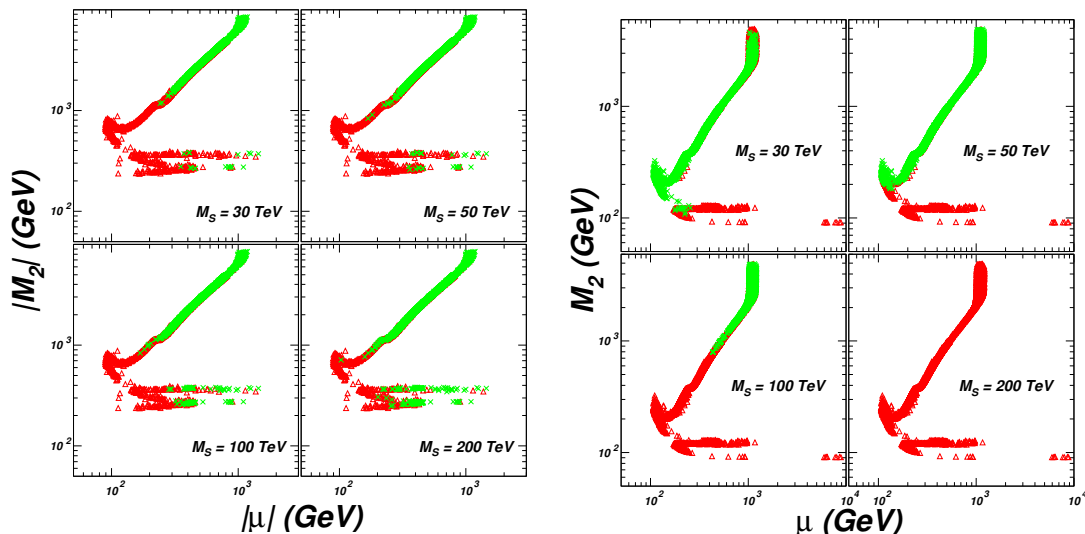 |M₂| (GeV)
10³
M_S = 30 TeV
M_S = 50 TeV
10²
10³
M_S = 100 TeV
M_S = 200 TeV
10²
10² 10³ 10² 10³
|μ| (GeV)
M₂ (GeV)
10³
M_S = 30 TeV
M_S = 50 TeV
10²
10³
M_S = 100 TeV
M_S = 200 TeV
10²
10² 10³ 10⁴ 10² 10³ 10⁴
μ (GeV)